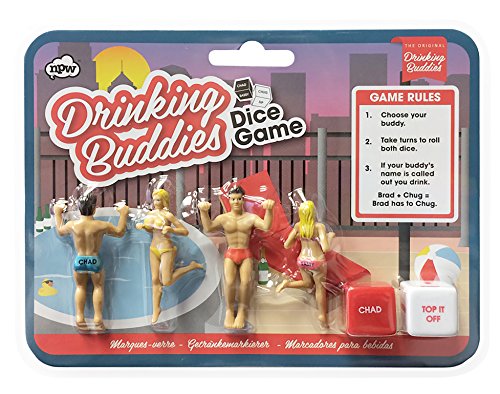 npw
Drinking
Buddies
Dice
Game
CHAD
THE ORIGINAL
Drinking
Buddies
GAME RULES
1. Choose your
buddy.
2. Take turns to roll
both dice.
3. If your buddy's
name is called
out you drink.
Brad + Chug =
Brad has to Chug.
CHAD
CHAD
TOP IT
OFF
Marques-verre - Getränkemarkierer - Marcadores para bebidas